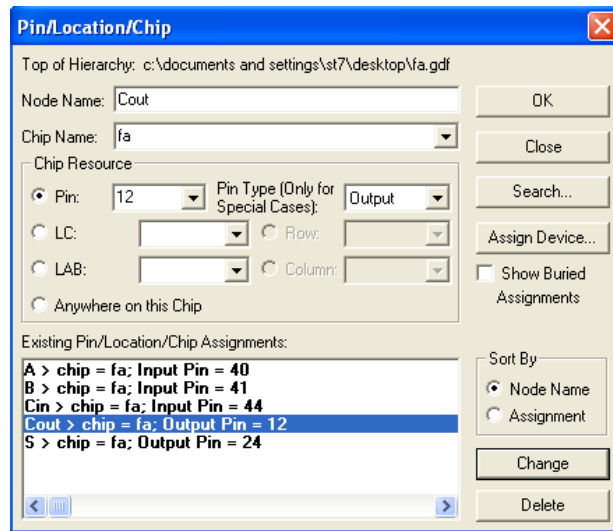 Pin/Location/Chip
Top of Hierarchy: c:\documents and settings\st7\desktop\fa.gdf
Node Name: Cout
OK
Chip Name: fa
Close
Chip Resource
Pin: 12 Pin Type (Only for Special Cases): Output
Search...
LC: Row:
Assign Device...
LAB: Column:
Show Buried Assignments
Anywhere on this Chip
Existing Pin/Location/Chip Assignments:
A > chip = fa; Input Pin = 40
B > chip = fa; Input Pin = 41
Cin > chip = fa; Input Pin = 44
Cout > chip = fa; Output Pin = 12
S > chip = fa; Output Pin = 24
Sort By
Node Name
Assignment
Change
Delete